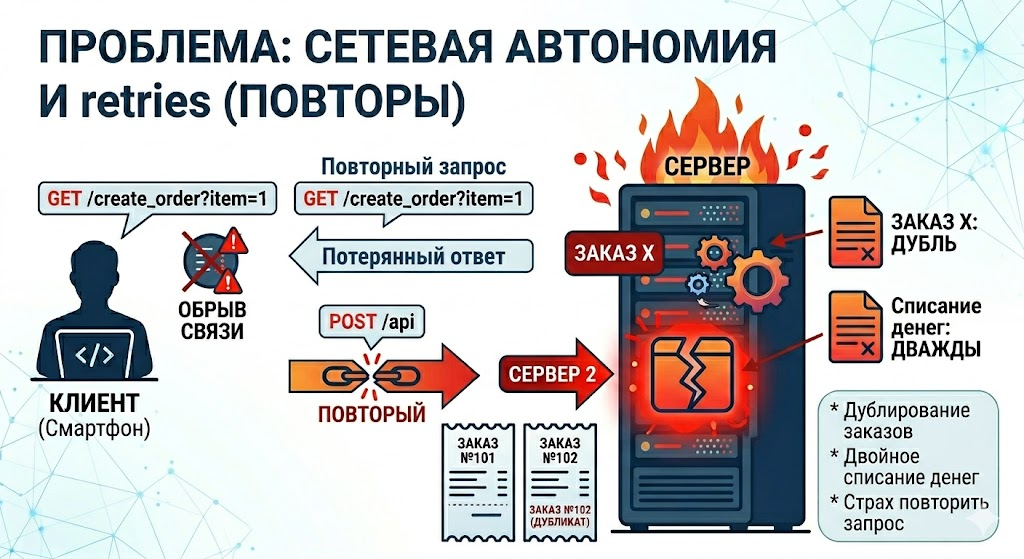 ПРОБЛЕМА: СЕТЕВАЯ АВТОНОМИЯ
И retries (ПОВТОРЫ)
Повторный запрос
GET /create_order?item=1
GET /create_order?item=1
Потерянный ответ
ОБРЫВ
СВЯЗИ
</>
КЛИЕНТ
(Смартфон)
POST /api
ПОВТОРНЫЙ
СЕРВЕР 2
ЗАКАЗ
№101
ЗАКАЗ
№102
ЗАКАЗ №102
(ДУБЛИКАТ)
СЕРВЕР
ЗАКАЗ X
ЗАКАЗ X:
ДУБЛЬ
Списание
денег:
ДВАЖДЫ
* Дублирование
заказов
* Двойное
списание денег
* Страх повторить
запрос